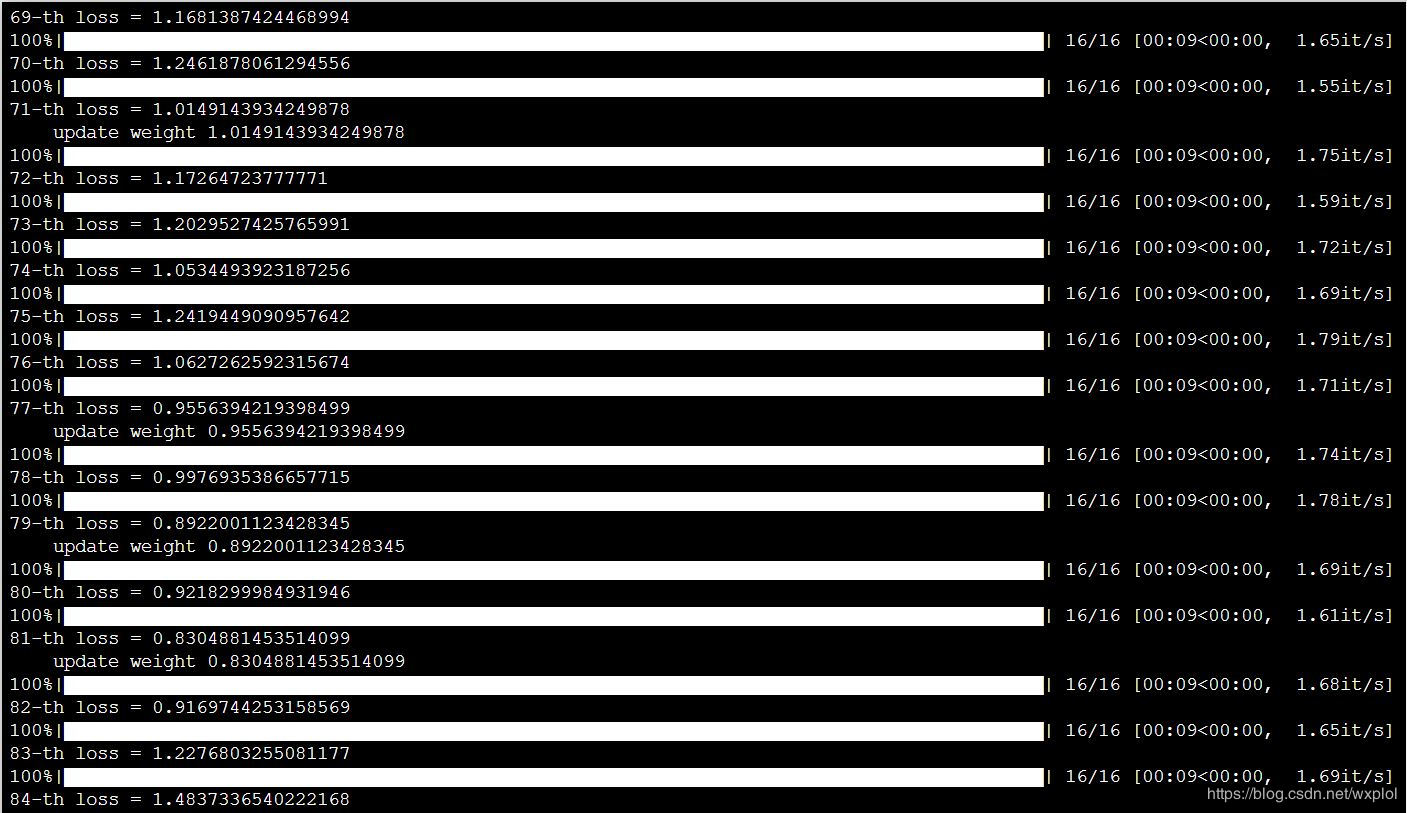 69-th loss = 1.1681387424468994
100%|| 16/16 [00:09<00:00,  1.65it/s]
70-th loss = 1.2461878061294556
100%|| 16/16 [00:09<00:00,  1.55it/s]
71-th loss = 1.0149143934249878
    update weight 1.0149143934249878
100%|| 16/16 [00:09<00:00,  1.75it/s]
72-th loss = 1.17264723777771
100%|| 16/16 [00:09<00:00,  1.59it/s]
73-th loss = 1.2029527425765991
100%|| 16/16 [00:09<00:00,  1.72it/s]
74-th loss = 1.0534493923187256
100%|| 16/16 [00:09<00:00,  1.69it/s]
75-th loss = 1.2419449090957642
100%|| 16/16 [00:09<00:00,  1.79it/s]
76-th loss = 1.0627262592315674
100%|| 16/16 [00:09<00:00,  1.71it/s]
77-th loss = 0.9556394219398499
    update weight 0.9556394219398499
100%|| 16/16 [00:09<00:00,  1.74it/s]
78-th loss = 0.9976935386657715
100%|| 16/16 [00:09<00:00,  1.78it/s]
79-th loss = 0.8922001123428345
    update weight 0.8922001123428345
100%|| 16/16 [00:09<00:00,  1.69it/s]
80-th loss = 0.9218299984931946
100%|| 16/16 [00:09<00:00,  1.61it/s]
81-th loss = 0.8304881453514099
    update weight 0.8304881453514099
100%|| 16/16 [00:09<00:00,  1.68it/s]
82-th loss = 0.9169744253158569
100%|| 16/16 [00:09<00:00,  1.65it/s]
83-th loss = 1.2276803255081177
100%|| 16/16 [00:09<00:00,  1.69it/s]
84-th loss = 1.4837336540222168
https://blog.csdn.net/wxplol